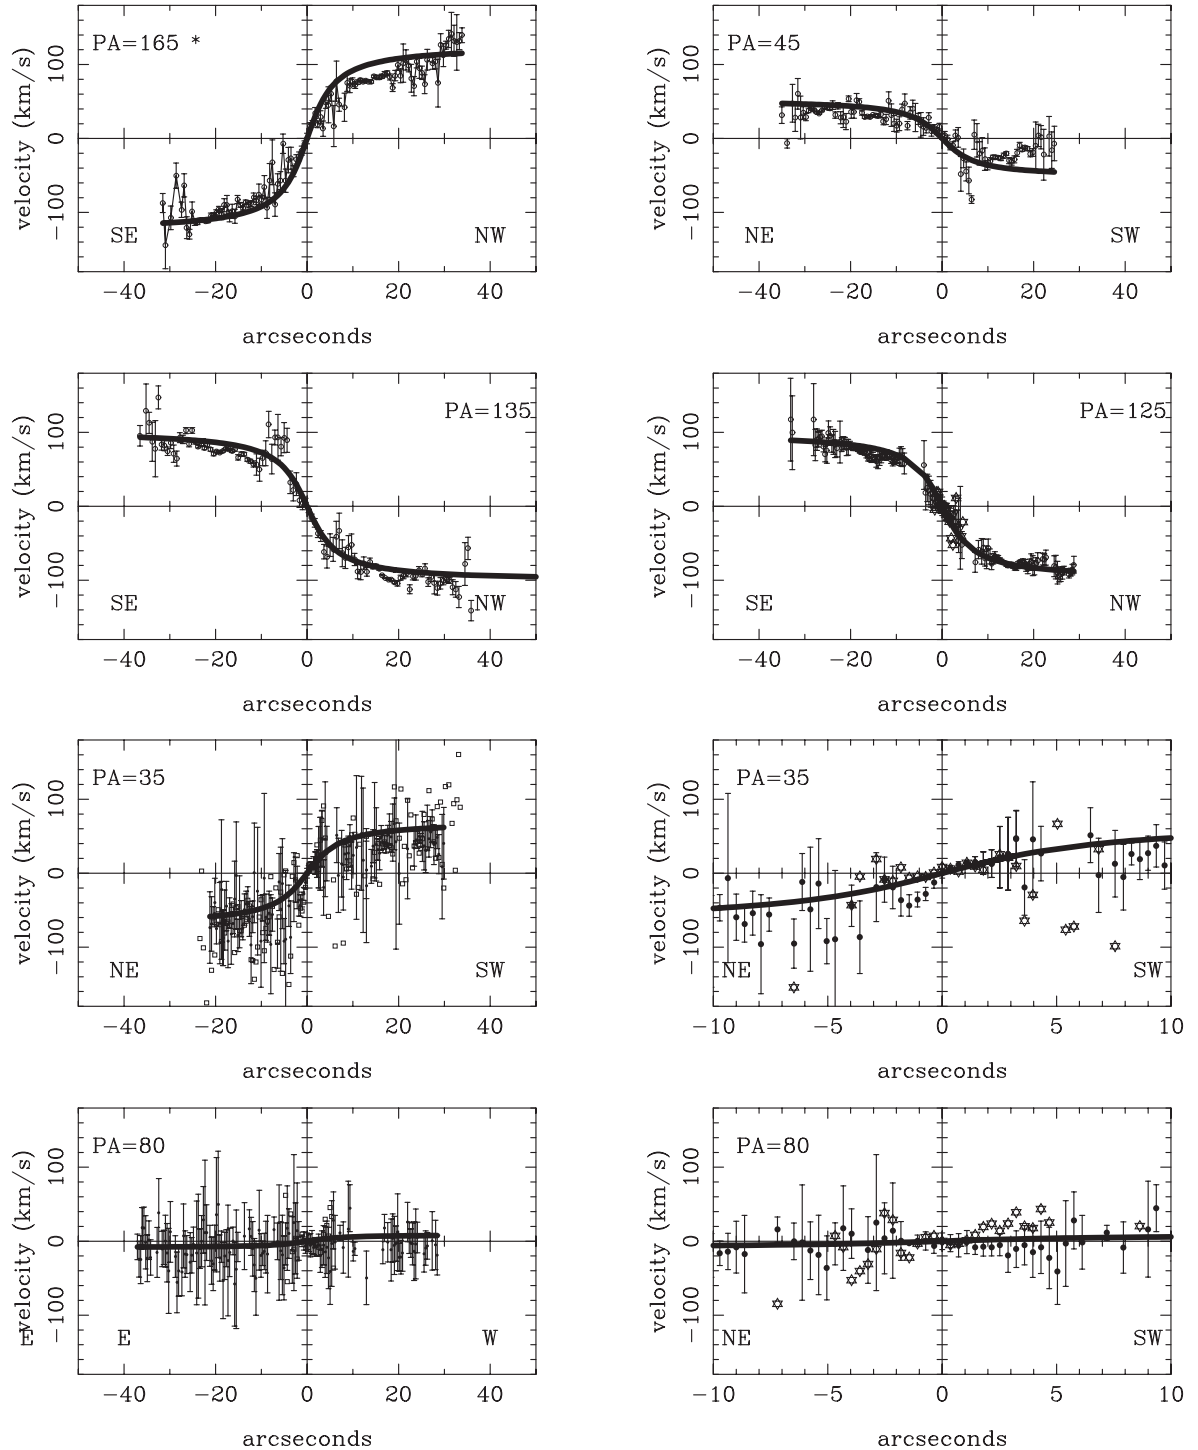 PA=165 *
velocity (km/s)
100
0
−100
SE
NW
−40 −20 0 20 40
arcseconds
PA=45
velocity (km/s)
100
0
−100
NE
SW
−40 −20 0 20 40
arcseconds
PA=135
velocity (km/s)
100
0
−100
SE
NW
−40 −20 0 20 40
arcseconds
PA=125
velocity (km/s)
100
0
−100
SE
NW
−40 −20 0 20 40
arcseconds
PA=35
velocity (km/s)
100
0
−100
NE
SW
−40 −20 0 20 40
arcseconds
PA=35
velocity (km/s)
100
0
−100
NE
SW
−10 −5 0 5 10
arcseconds
PA=80
velocity (km/s)
100
0
−100
E
E
W
−40 −20 0 20 40
arcseconds
PA=80
velocity (km/s)
100
0
−100
NE
SW
−10 −5 0 5 10
arcseconds